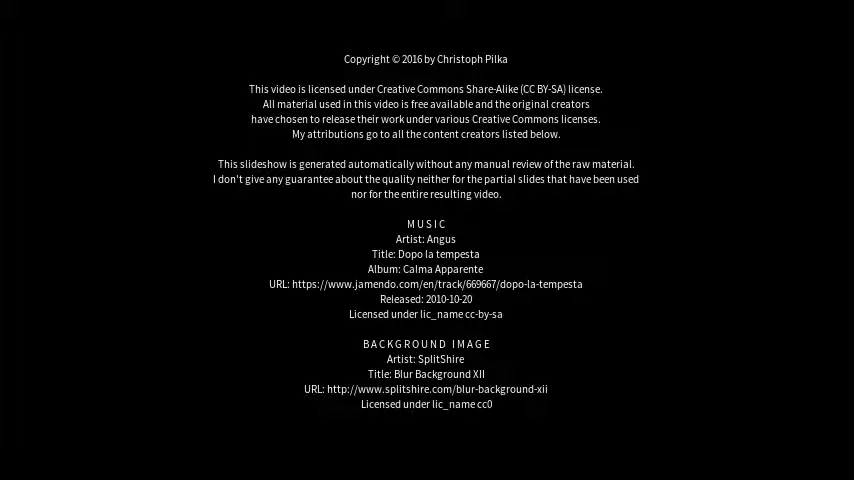 Copyright © 2016 by Christoph Pilka
This video is licensed under Creative Commons Share-Alike (CC BY-SA) license.
All material used in this video is free available and the original creators
have chosen to release their work under various Creative Commons licenses.
My attributions go to all the content creators listed below.
This slideshow is generated automatically without any manual review of the raw material.
I don't give any guarantee about the quality neither for the partial slides that have been used
nor for the entire resulting video.
MUSIC
Artist: Angus
Title: Dopo la tempesta
Album: Calma Apparente
URL: https://www.jamendo.com/en/track/669667/dopo-la-tempesta
Released: 2010-10-20
Licensed under lic_name cc-by-sa
BACKGROUND IMAGE
Artist: SplitShire
Title: Blur Background XII
URL: http://www.splitshire.com/blur-background-xii
Licensed under lic_name cc0